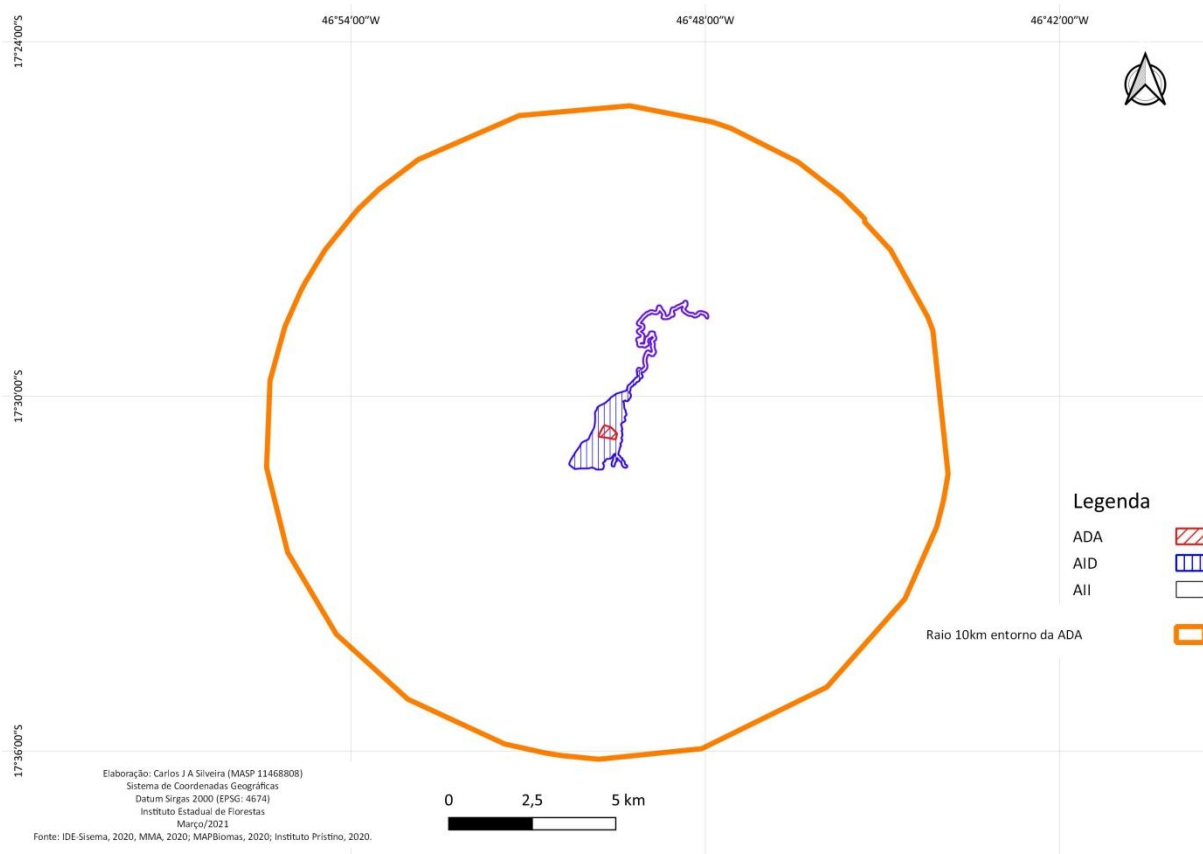 46°54'00"W
46°48'00"W
46°42'00"W
17°24'00"S
17°30'00"S
17°36'00"S
Legenda
ADA
AID
AII
Raio 10km entorno da ADA
Elaboração: Carlos J A Silveira (MASP 11468808)
Sistema de Coordenadas Geográficas
Datum Sirgas 2000 (EPSG: 4674)
Instituto Estadual de Florestas
Março/2021
Fonte: IDE-Sisema, 2020, MMA, 2020; MAPBiomas, 2020; Instituto Prístino, 2020.
0 2,5 5 km